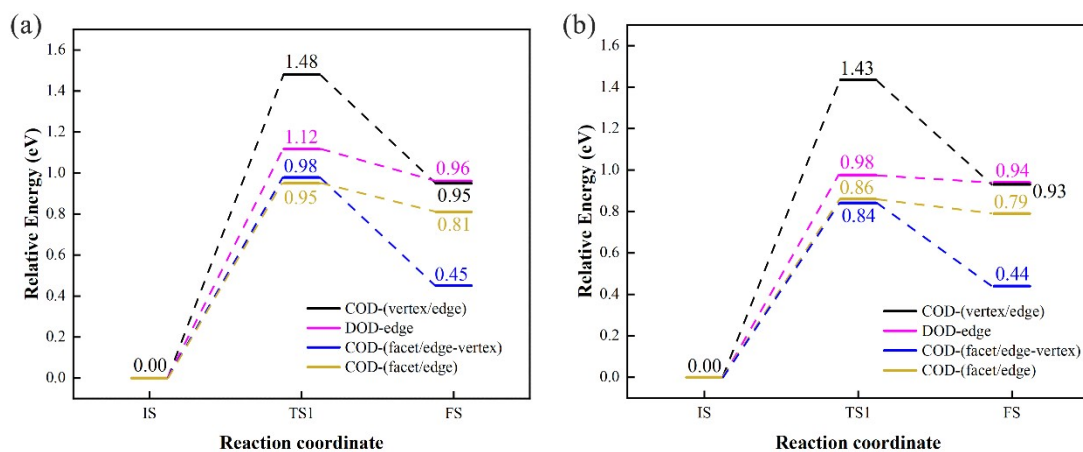 (a)
Relative Energy (eV)
1.6
1.4
1.2
1.0
0.8
0.6
0.4
0.2
0.0
0.00
1.48
1.12
0.98
0.95
0.96
0.95
0.81
0.45
COD-(vertex/edge)
DOD-edge
COD-(facet/edge-vertex)
COD-(facet/edge)
IS
TS1
FS
Reaction coordinate
(b)
Relative Energy (eV)
1.6
1.4
1.2
1.0
0.8
0.6
0.4
0.2
0.0
0.00
1.43
0.98
0.86
0.84
0.94
0.93
0.79
0.44
COD-(vertex/edge)
DOD-edge
COD-(facet/edge-vertex)
COD-(facet/edge)
IS
TS1
FS
Reaction coordinate